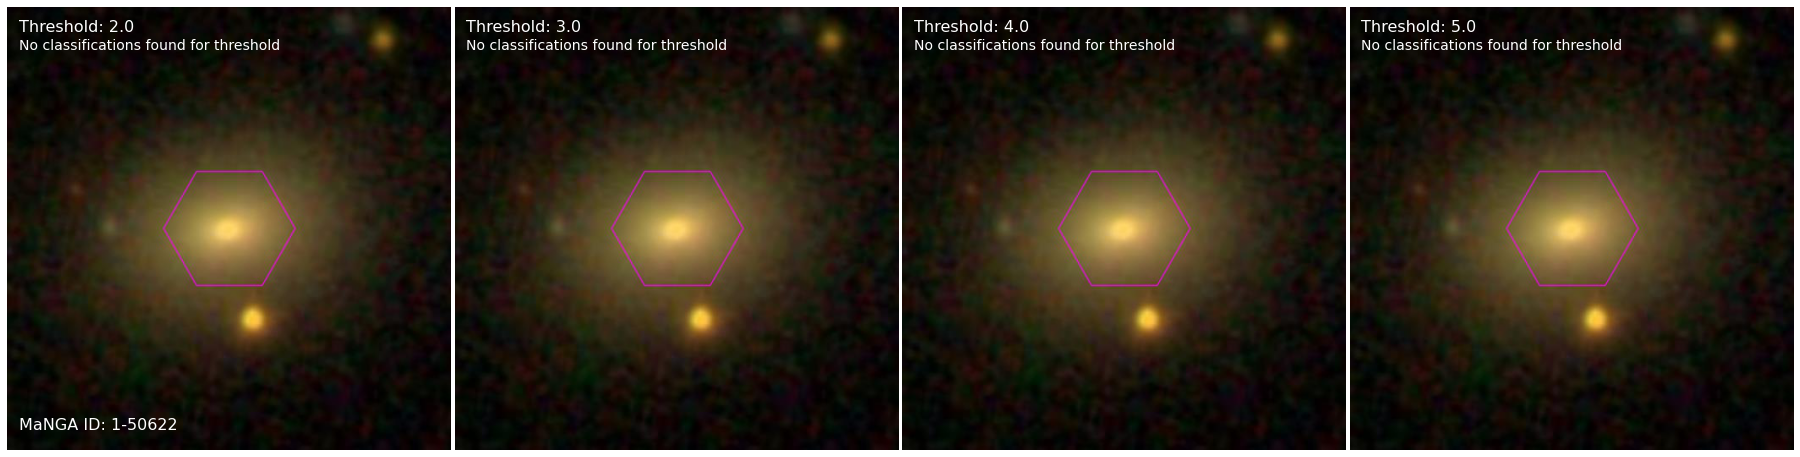 Threshold: 2.0
No classifications found for threshold
MaNGA ID: 1-50622
Threshold: 3.0
No classifications found for threshold
Threshold: 4.0
No classifications found for threshold
Threshold: 5.0
No classifications found for threshold